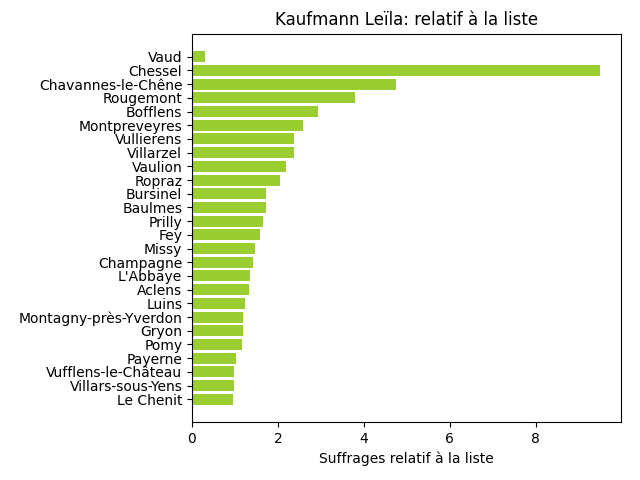 Kaufmann Leïla: relatif à la liste
Vaud
Chessel
Chavannes-le-Chêne
Rougemont
Bofflens
Montpreveyres
Vullierens
Villarzel
Vaulion
Ropraz
Bursinel
Baulmes
Prilly
Fey
Missy
Champagne
L'Abbaye
Aclens
Luins
Montagny-près-Yverdon
Gryon
Pomy
Payerne
Vufflens-le-Château
Villars-sous-Yens
Le Chenit
0 2 4 6 8
Suffrages relatif à la liste